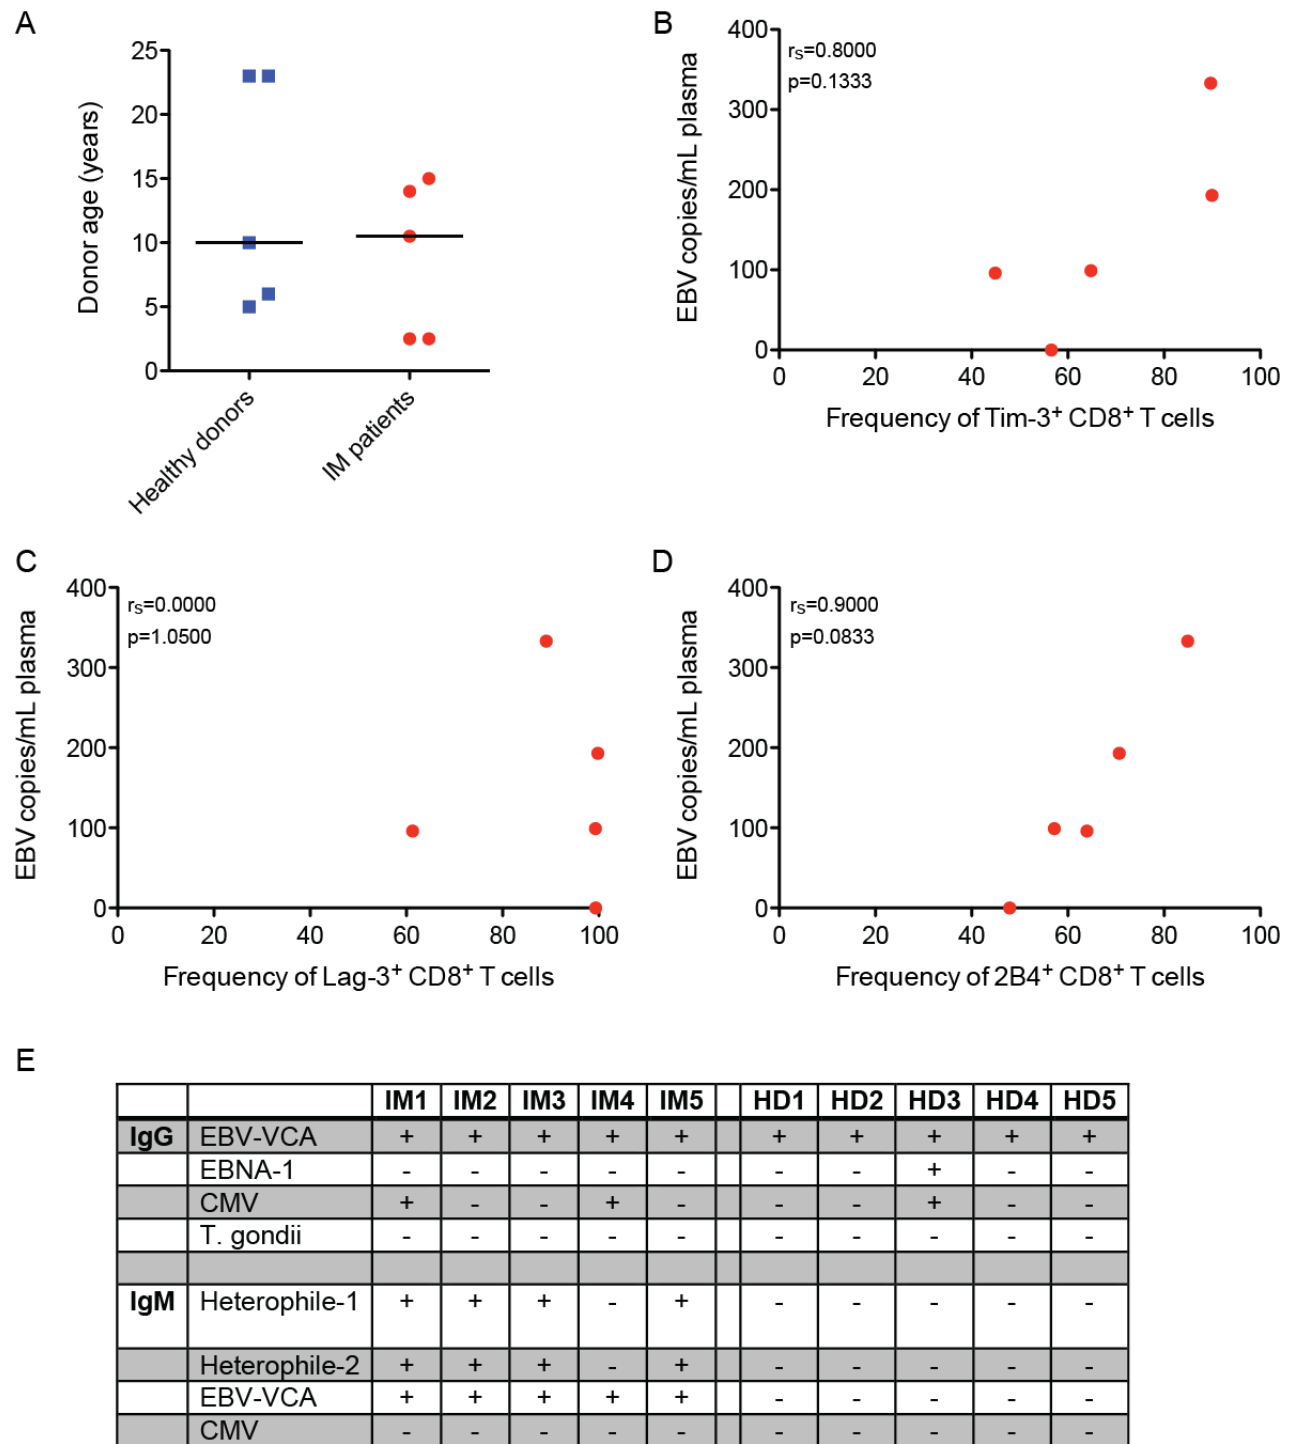 A
Donor age (years)
25
20
15
10
5
0
Healthy donors
IM patients
B
EBV copies/mL plasma
400
300
200
100
0
rS=0.8000
p=0.1333
0 20 40 60 80 100
Frequency of Tim-3+ CD8+ T cells
C
EBV copies/mL plasma
400
300
200
100
0
rS=0.0000
p=1.0500
0 20 40 60 80 100
Frequency of Lag-3+ CD8+ T cells
D
EBV copies/mL plasma
400
300
200
100
0
rS=0.9000
p=0.0833
0 20 40 60 80 100
Frequency of 2B4+ CD8+ T cells
E
IM1 IM2 IM3 IM4 IM5 HD1 HD2 HD3 HD4 HD5
IgG EBV-VCA + + + + + + + + + +
EBNA-1 - - - - - - - + - -
CMV + - - + - - - + - -
T. gondii - - - - - - - - - -
IgM Heterophile-1 + + + - + - - - - -
Heterophile-2 + + + - + - - - - -
EBV-VCA + + + + + - - - - -
CMV - - - - - - - - - -